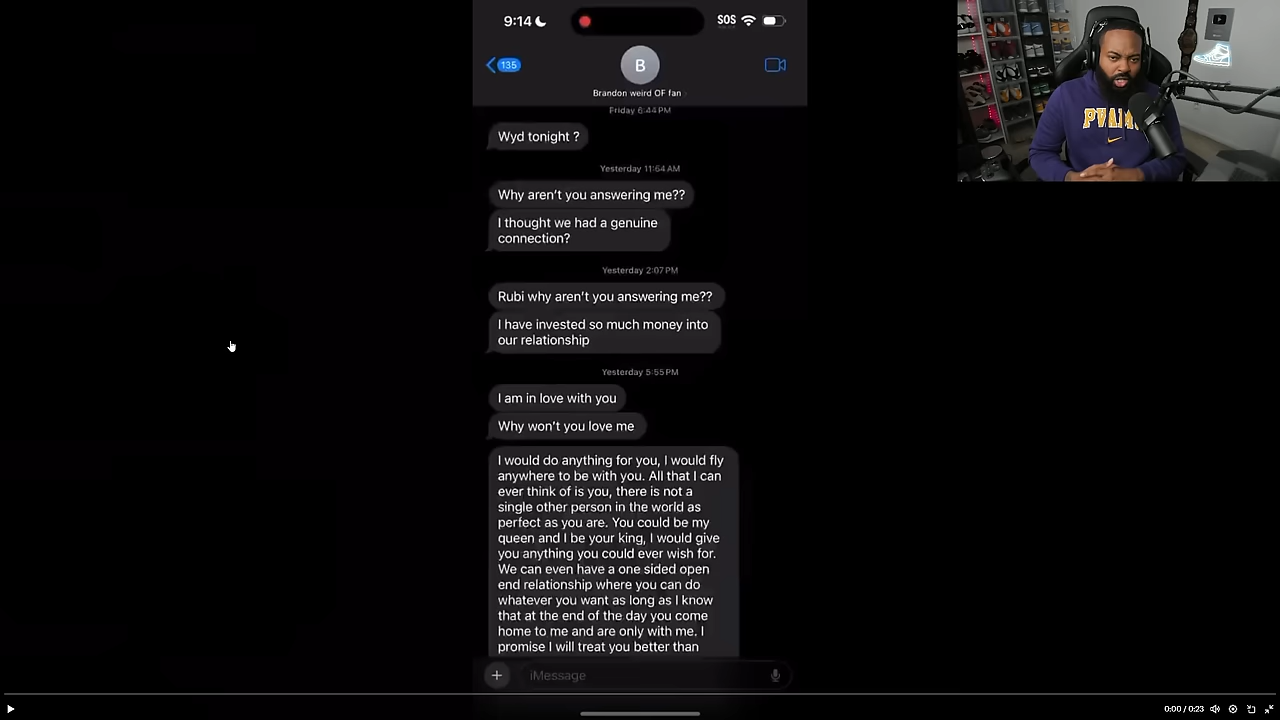 9:14
SOS
135
B
Brandon weird OF fan
Friday 6:44 PM
Wyd tonight ?
Yesterday 11:64 AM
Why aren't you answering me??
I thought we had a genuine
connection?
Yesterday 2:07 PM
Rubi why aren't you answering me??
I have invested so much money into
our relationship
Yesterday 5:55 PM
I am in love with you
Why won't you love me
I would do anything for you, I would fly
anywhere to be with you. All that I can
ever think of is you, there is not a
single other person in the world as
perfect as you are. You could be my
queen and I be your king, I would give
you anything you could ever wish for.
We can even have a one sided open
end relationship where you can do
whatever you want as long as I know
that at the end of the day you come
home to me and are only with me. I
promise I will treat you better than
iMessage
0:00 / 0:23